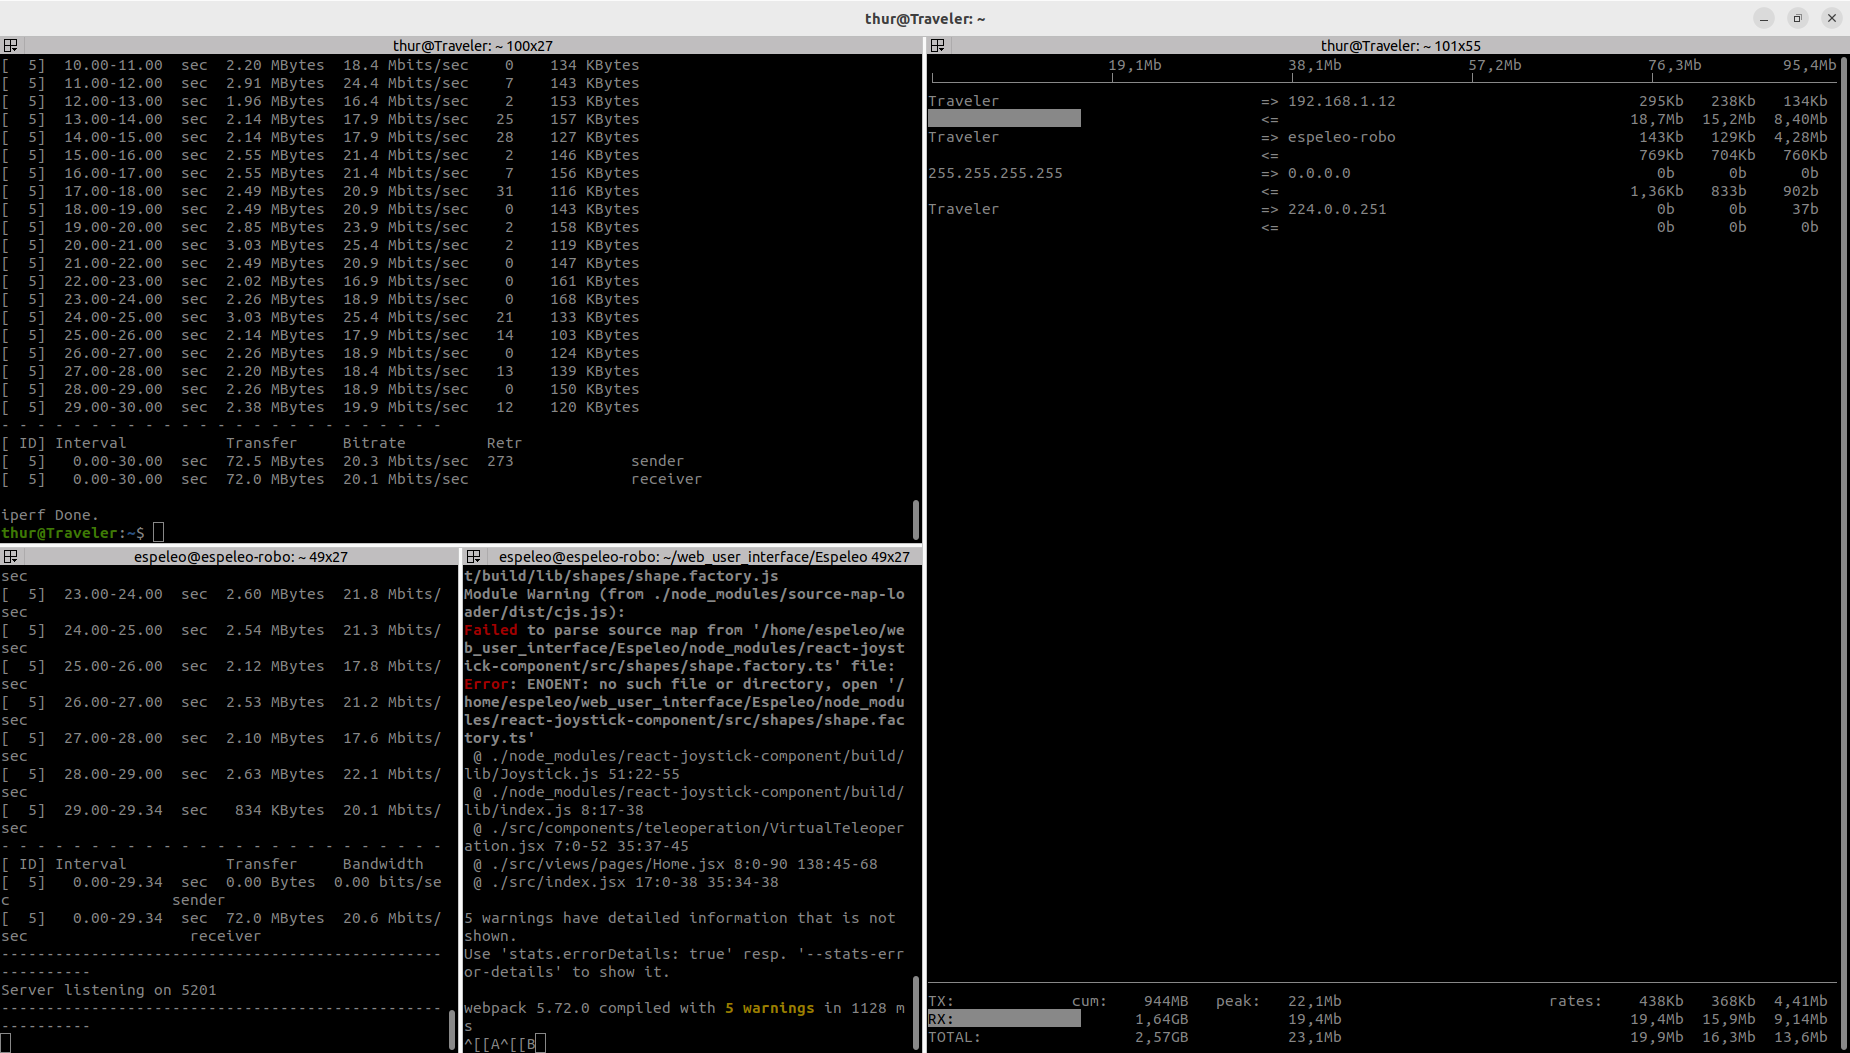 thur@Traveler: ~
thur@Traveler: ~ 100x27
[  5]  10.00-11.00  sec  2.20 MBytes  18.4 Mbits/sec    0    134 KBytes
[  5]  11.00-12.00  sec  2.91 MBytes  24.4 Mbits/sec    7    143 KBytes
[  5]  12.00-13.00  sec  1.96 MBytes  16.4 Mbits/sec    2    153 KBytes
[  5]  13.00-14.00  sec  2.14 MBytes  17.9 Mbits/sec   25    157 KBytes
[  5]  14.00-15.00  sec  2.14 MBytes  17.9 Mbits/sec   28    127 KBytes
[  5]  15.00-16.00  sec  2.55 MBytes  21.4 Mbits/sec    2    146 KBytes
[  5]  16.00-17.00  sec  2.55 MBytes  21.4 Mbits/sec    7    156 KBytes
[  5]  17.00-18.00  sec  2.49 MBytes  20.9 Mbits/sec   31    116 KBytes
[  5]  18.00-19.00  sec  2.49 MBytes  20.9 Mbits/sec    0    143 KBytes
[  5]  19.00-20.00  sec  2.85 MBytes  23.9 Mbits/sec    2    158 KBytes
[  5]  20.00-21.00  sec  3.03 MBytes  25.4 Mbits/sec    2    119 KBytes
[  5]  21.00-22.00  sec  2.49 MBytes  20.9 Mbits/sec    0    147 KBytes
[  5]  22.00-23.00  sec  2.02 MBytes  16.9 Mbits/sec    0    161 KBytes
[  5]  23.00-24.00  sec  2.26 MBytes  18.9 Mbits/sec    0    168 KBytes
[  5]  24.00-25.00  sec  3.03 MBytes  25.4 Mbits/sec   21    133 KBytes
[  5]  25.00-26.00  sec  2.14 MBytes  17.9 Mbits/sec   14    103 KBytes
[  5]  26.00-27.00  sec  2.26 MBytes  18.9 Mbits/sec    0    124 KBytes
[  5]  27.00-28.00  sec  2.20 MBytes  18.4 Mbits/sec   13    139 KBytes
[  5]  28.00-29.00  sec  2.26 MBytes  18.9 Mbits/sec    0    150 KBytes
[  5]  29.00-30.00  sec  2.38 MBytes  19.9 Mbits/sec   12    120 KBytes
- - - - - - - - - - - - - - - - - - - - - - - - -
[ ID] Interval           Transfer     Bitrate         Retr
[  5]   0.00-30.00  sec  72.5 MBytes  20.3 Mbits/sec  273             sender
[  5]   0.00-30.00  sec  72.0 MBytes  20.1 Mbits/sec                  receiver
iperf Done.
thur@Traveler:~$
espeleo@espeleo-robo: ~ 49x27
sec
[  5]  23.00-24.00  sec  2.60 MBytes  21.8 Mbits/
sec
[  5]  24.00-25.00  sec  2.54 MBytes  21.3 Mbits/
sec
[  5]  25.00-26.00  sec  2.12 MBytes  17.8 Mbits/
sec
[  5]  26.00-27.00  sec  2.53 MBytes  21.2 Mbits/
sec
[  5]  27.00-28.00  sec  2.10 MBytes  17.6 Mbits/
sec
[  5]  28.00-29.00  sec  2.63 MBytes  22.1 Mbits/
sec
[  5]  29.00-29.34  sec   834 KBytes  20.1 Mbits/
sec
- - - - - - - - - - - - - - - - - - - - - - - - -
[ ID] Interval           Transfer     Bandwidth
[  5]   0.00-29.34  sec  0.00 Bytes  0.00 bits/se
c                  sender
[  5]   0.00-29.34  sec  72.0 MBytes  20.6 Mbits/
sec                  receiver
-------------------------------------------------
----------
Server listening on 5201
-------------------------------------------------
----------
espeleo@espeleo-robo: ~/web_user_interface/Espeleo 49x27
t/build/lib/shapes/shape.factory.js
Module Warning (from ./node_modules/source-map-lo
ader/dist/cjs.js):
Failed to parse source map from '/home/espeleo/we
b_user_interface/Espeleo/node_modules/react-joyst
ick-component/src/shapes/shape.factory.ts' file:
Error: ENOENT: no such file or directory, open '/
home/espeleo/web_user_interface/Espeleo/node_modu
les/react-joystick-component/src/shapes/shape.fac
tory.ts'
 @ ./node_modules/react-joystick-component/build/
lib/Joystick.js 51:22-55
 @ ./node_modules/react-joystick-component/build/
lib/index.js 8:17-38
 @ ./src/components/teleoperation/VirtualTeleoper
ation.jsx 7:0-52 35:37-45
 @ ./src/views/pages/Home.jsx 8:0-90 138:45-68
 @ ./src/index.jsx 17:0-38 35:34-38
5 warnings have detailed information that is not
shown.
Use 'stats.errorDetails: true' resp. '--stats-err
or-details' to show it.
webpack 5.72.0 compiled with 5 warnings in 1128 m
s
^[[A^[[B
thur@Traveler: ~ 101x55
19,1Mb  38,1Mb  57,2Mb  76,3Mb  95,4Mb
Traveler  => 192.168.1.12  295Kb  238Kb  134Kb
<=  18,7Mb  15,2Mb  8,40Mb
Traveler  => espeleo-robo  143Kb  129Kb  4,28Mb
<=  769Kb  704Kb  760Kb
255.255.255.255  => 0.0.0.0  0b  0b  0b
<=  1,36Kb  833b  902b
Traveler  => 224.0.0.251  0b  0b  37b
<=  0b  0b  0b
TX:  cum:  944MB  peak:  22,1Mb  rates:  438Kb  368Kb  4,41Mb
RX:  1,64GB  19,4Mb  19,4Mb  15,9Mb  9,14Mb
TOTAL:  2,57GB  23,1Mb  19,9Mb  16,3Mb  13,6Mb